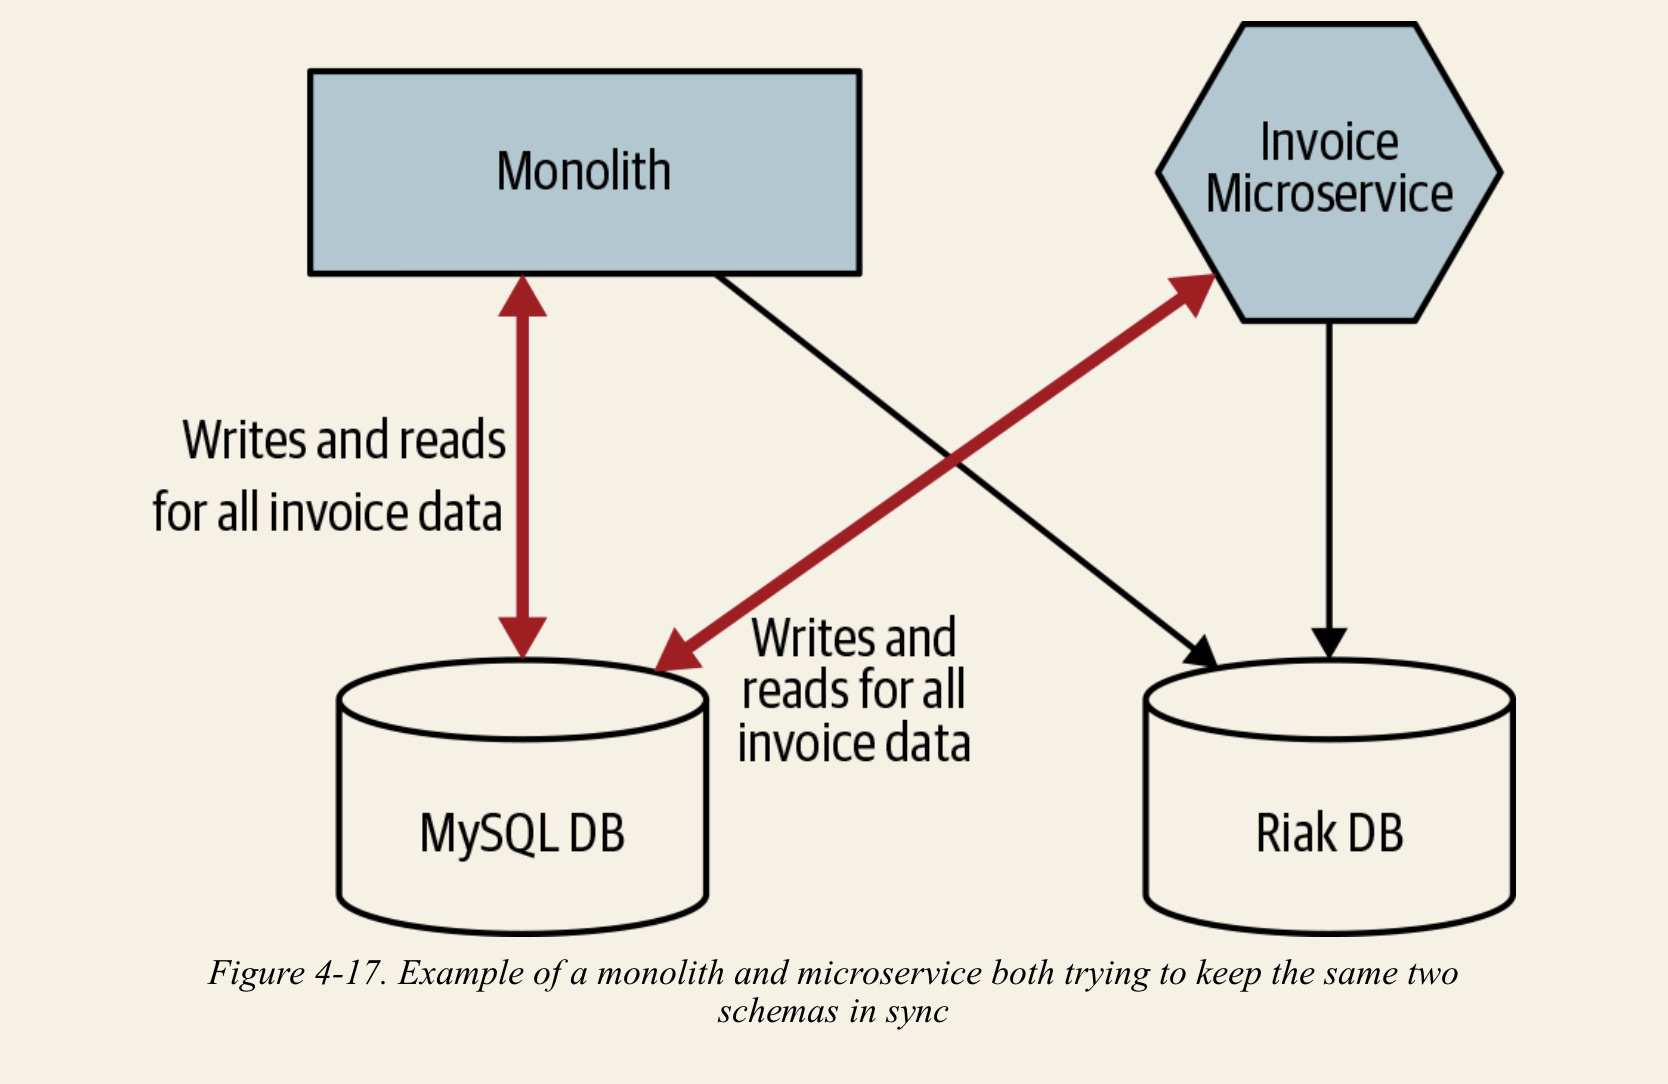 Monolith
Invoice
Microservice
Writes and reads
for all invoice data
Writes and
reads for all
invoice data
MySQL DB
Riak DB
Figure 4-17. Example of a monolith and microservice both trying to keep the same two
schemas in sync